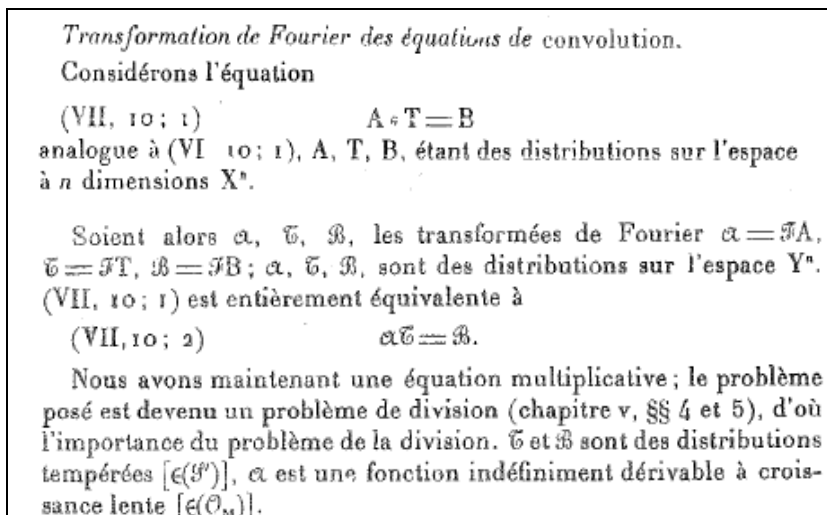 Transformation de Fourier des équations de convolution.
Considérons l'équation
(VII, 10; 1) A * T = B
analogue à (VI 10; 1), A, T, B, étant des distributions sur l'espace
à n dimensions Xⁿ.
Soient alors 𝒜, 𝒯, ℬ, les transformées de Fourier 𝒜 = ℱA,
𝒯 = ℱT, ℬ = ℱB; 𝒜, 𝒯, ℬ, sont des distributions sur l'espace Yⁿ.
(VII, 10; 1) est entièrement équivalente à
(VII, 10; 2) 𝒜𝒯 = ℬ.
Nous avons maintenant une équation multiplicative; le problème
posé est devenu un problème de division (chapitre v, §§ 4 et 5), d'où
l'importance du problème de la division. 𝒯 et ℬ sont des distributions
tempérées [∈(𝒮')], 𝒜 est une fonction indéfiniment dérivable à crois-
sance lente [∈(𝒪_M)].